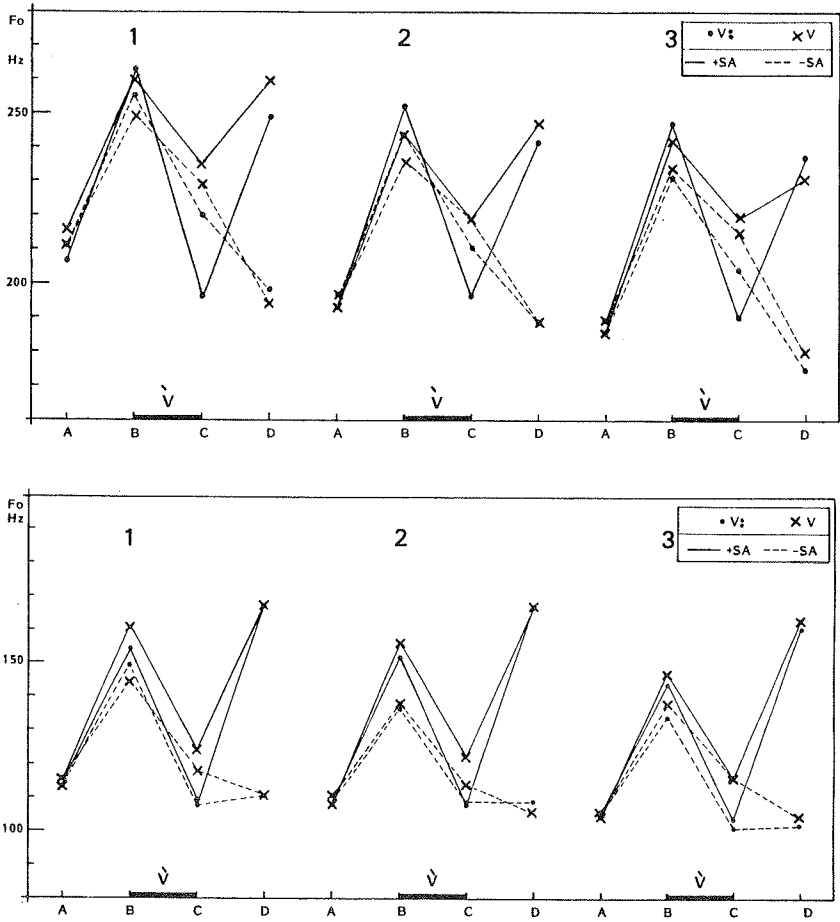 Fo
Hz
1 2 3
° V: × V
— +SA --- -SA
250
200
V̀ V̀ V̀
A B C D A B C D A B C D
Fo
Hz
1 2 3
• V: × V
— +SA --- -SA
150
100
V̀ V̀ V̀
A B C D A B C D A B C D